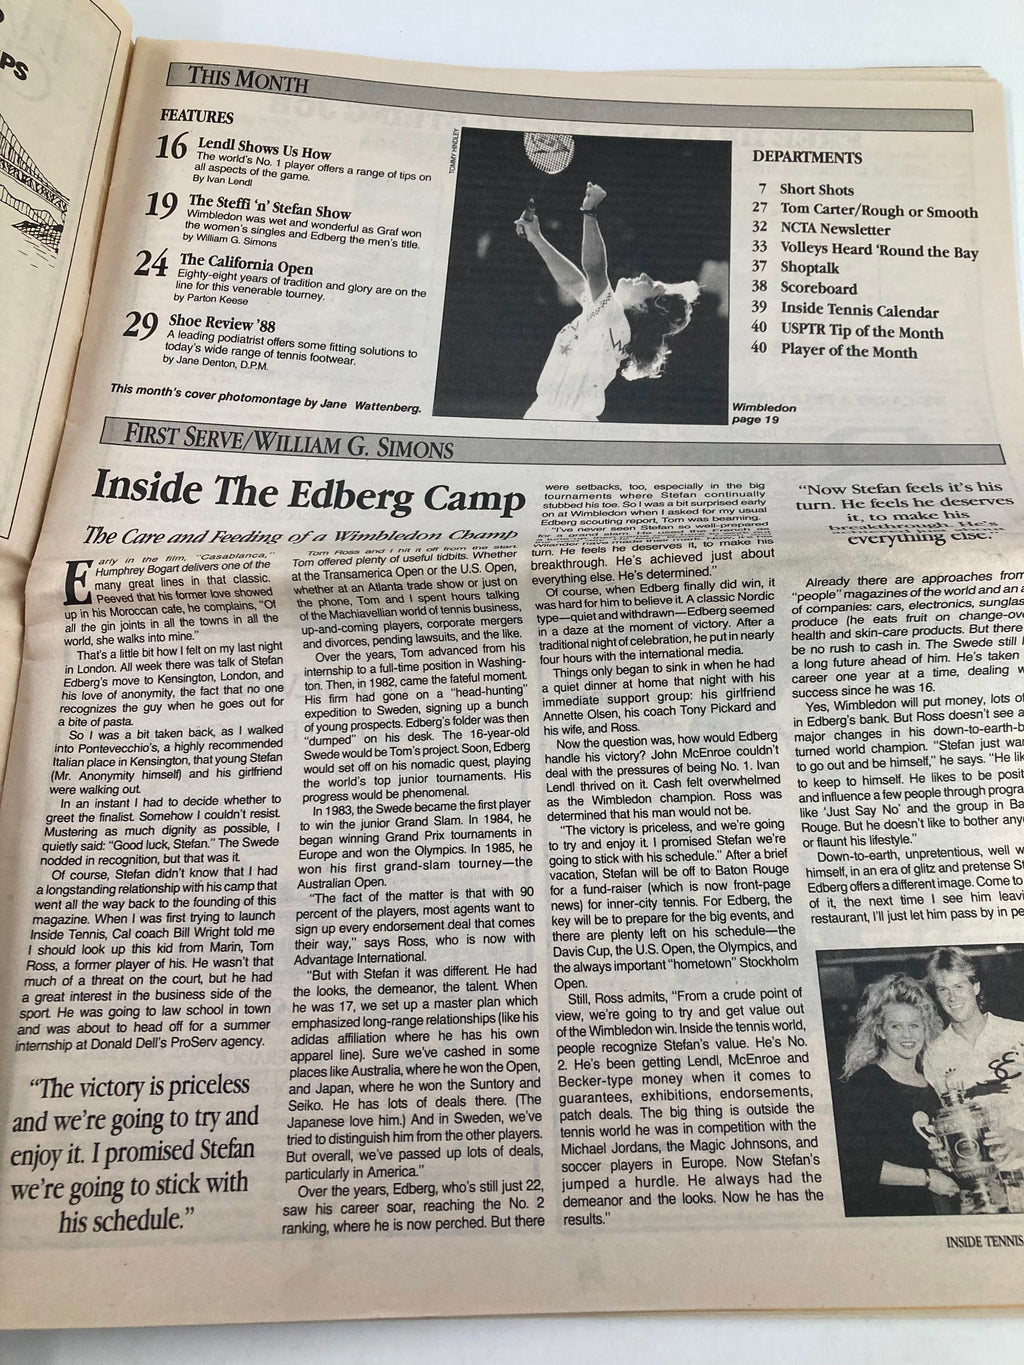 PS
THIS MONTH
FEATURES
16 Lendl Shows Us How
The world's No. 1 player offers a range of tips on
all aspects of the game.
By Ivan Lendl
19 The Steffi 'n' Stefan Show
Wimbledon was wet and wonderful as Graf won
the women's singles and Edberg the men's title.
by William G. Simons
24 The California Open
Eighty-eight years of tradition and glory are on the
line for this venerable tourney.
by Parton Keese
29 Shoe Review '88
A leading podiatrist offers some fitting solutions to
today's wide range of tennis footwear.
by Jane Denton, D.P.M.
This month's cover photomontage by Jane Wattenberg.
TOMMY HINDLEY
Wimbledon
page 19
DEPARTMENTS
7 Short Shots
27 Tom Carter/Rough or Smooth
32 NCTA Newsletter
33 Volleys Heard 'Round the Bay
37 Shoptalk
38 Scoreboard
39 Inside Tennis Calendar
40 USPTR Tip of the Month
40 Player of the Month
FIRST SERVE/WILLIAM G. SIMONS
Inside The Edberg Camp
The Care and Feeding of a Wimbledon Champ
Early in the film, "Casablanca,"
Humphrey Bogart delivers one of the
many great lines in that classic.
Peeved that his former love showed
up in his Moroccan cafe, he complains, "Of
all the gin joints in all the towns in all the
world, she walks into mine."
That's a little bit how I felt on my last night
in London. All week there was talk of Stefan
Edberg's move to Kensington, London, and
his love of anonymity, the fact that no one
recognizes the guy when he goes out for
a bite of pasta.
So I was a bit taken back, as I walked
into Pontevecchio's, a highly recommended
Italian place in Kensington, that young Stefan
(Mr. Anonymity himself) and his girlfriend
were walking out.
In an instant I had to decide whether to
greet the finalist. Somehow I couldn't resist.
Mustering as much dignity as possible, I
quietly said: "Good luck, Stefan." The Swede
nodded in recognition, but that was it.
Of course, Stefan didn't know that I had
a longstanding relationship with his camp that
went all the way back to the founding of this
magazine. When I was first trying to launch
Inside Tennis, Cal coach Bill Wright told me
I should look up this kid from Marin, Tom
Ross, a former player of his. He wasn't that
much of a threat on the court, but he had
a great interest in the business side of the
sport. He was going to law school in town
and was about to head off for a summer
internship at Donald Dell's ProServ agency.
"The victory is priceless
and we're going to try and
enjoy it. I promised Stefan
we're going to stick with
his schedule."
Tom Ross and I hit it off from the start.
Tom offered plenty of useful tidbits. Whether
at the Transamerica Open or the U.S. Open,
whether at an Atlanta trade show or just on
the phone, Tom and I spent hours talking
of the Machiavellian world of tennis business,
up-and-coming players, corporate mergers
and divorces, pending lawsuits, and the like.
Over the years, Tom advanced from his
internship to a full-time position in Washing-
ton. Then, in 1982, came the fateful moment.
His firm had gone on a "head-hunting"
expedition to Sweden, signing up a bunch
of young prospects. Edberg's folder was then
"dumped" on his desk. The 16-year-old
Swede would be Tom's project. Soon, Edberg
would set off on his nomadic quest, playing
the world's top junior tournaments. His
progress would be phenomenal.
In 1983, the Swede became the first player
to win the junior Grand Slam. In 1984, he
began winning Grand Prix tournaments in
Europe and won the Olympics. In 1985, he
won his first grand-slam tourney—the
Australian Open.
"The fact of the matter is that with 90
percent of the players, most agents want to
sign up every endorsement deal that comes
their way," says Ross, who is now with
Advantage International.
"But with Stefan it was different. He had
the looks, the demeanor, the talent. When
he was 17, we set up a master plan which
emphasized long-range relationships (like his
adidas affiliation where he has his own
apparel line). Sure we've cashed in some
places like Australia, where he won the Open,
and Japan, where he won the Suntory and
Seiko. He has lots of deals there. (The
Japanese love him.) And in Sweden, we've
tried to distinguish him from the other players.
But overall, we've passed up lots of deals,
particularly in America."
Over the years, Edberg, who's still just 22,
saw his career soar, reaching the No. 2
ranking, where he is now perched. But there
were setbacks, too, especially in the big
tournaments where Stefan continually
stubbed his toe. So I was a bit surprised early
on at Wimbledon when I asked for my usual
Edberg scouting report, Tom was beaming.
"I've never seen Stefan so well-prepared
turn. He feels he deserves it, to make his
breakthrough. He's achieved just about
everything else. He's determined."
Of course, when Edberg finally did win, it
was hard for him to believe it. A classic Nordic
type—quiet and withdrawn—Edberg seemed
in a daze at the moment of victory. After a
traditional night of celebration, he put in nearly
four hours with the international media.
Things only began to sink in when he had
a quiet dinner at home that night with his
immediate support group: his girlfriend
Annette Olsen, his coach Tony Pickard and
his wife, and Ross.
Now the question was, how would Edberg
handle his victory? John McEnroe couldn't
deal with the pressures of being No. 1. Ivan
Lendl thrived on it. Cash felt overwhelmed
as the Wimbledon champion. Ross was
determined that his man would not be.
"The victory is priceless, and we're going
to try and enjoy it. I promised Stefan we're
going to stick with his schedule." After a brief
vacation, Stefan will be off to Baton Rouge
for a fund-raiser (which is now front-page
news) for inner-city tennis. For Edberg, the
key will be to prepare for the big events, and
there are plenty left on his schedule—the
Davis Cup, the U.S. Open, the Olympics, and
the always important "hometown" Stockholm
Open.
Still, Ross admits, "From a crude point of
view, we're going to try and get value out
of the Wimbledon win. Inside the tennis world,
people recognize Stefan's value. He's No.
2. He's been getting Lendl, McEnroe and
Becker-type money when it comes to
guarantees, exhibitions, endorsements,
patch deals. The big thing is outside the
tennis world he was in competition with the
Michael Jordans, the Magic Johnsons, and
soccer players in Europe. Now Stefan's
jumped a hurdle. He always had the
demeanor and the looks. Now he has the
results."
"Now Stefan feels it's his
turn. He feels he deserves
it, to make his
breakthrough. He's
everything else."
Already there are approaches from
"people" magazines of the world and an a
of companies: cars, electronics, sunglas
produce (he eats fruit on change-ove
health and skin-care products. But there
be no rush to cash in. The Swede still
a long future ahead of him. He's taken
career one year at a time, dealing w
success since he was 16.
Yes, Wimbledon will put money, lots of
in Edberg's bank. But Ross doesn't see a
major changes in his down-to-earth-b
turned world champion. "Stefan just wan
to go out and be himself," he says. "He lik
to keep to himself. He likes to be posit
and influence a few people through progra
like 'Just Say No' and the group in Ba
Rouge. But he doesn't like to bother any
or flaunt his lifestyle."
Down-to-earth, unpretentious, well w
himself, in an era of glitz and pretense St
Edberg offers a different image. Come to
of it, the next time I see him leavi
restaurant, I'll just let him pass by in pe
INSIDE TENNIS